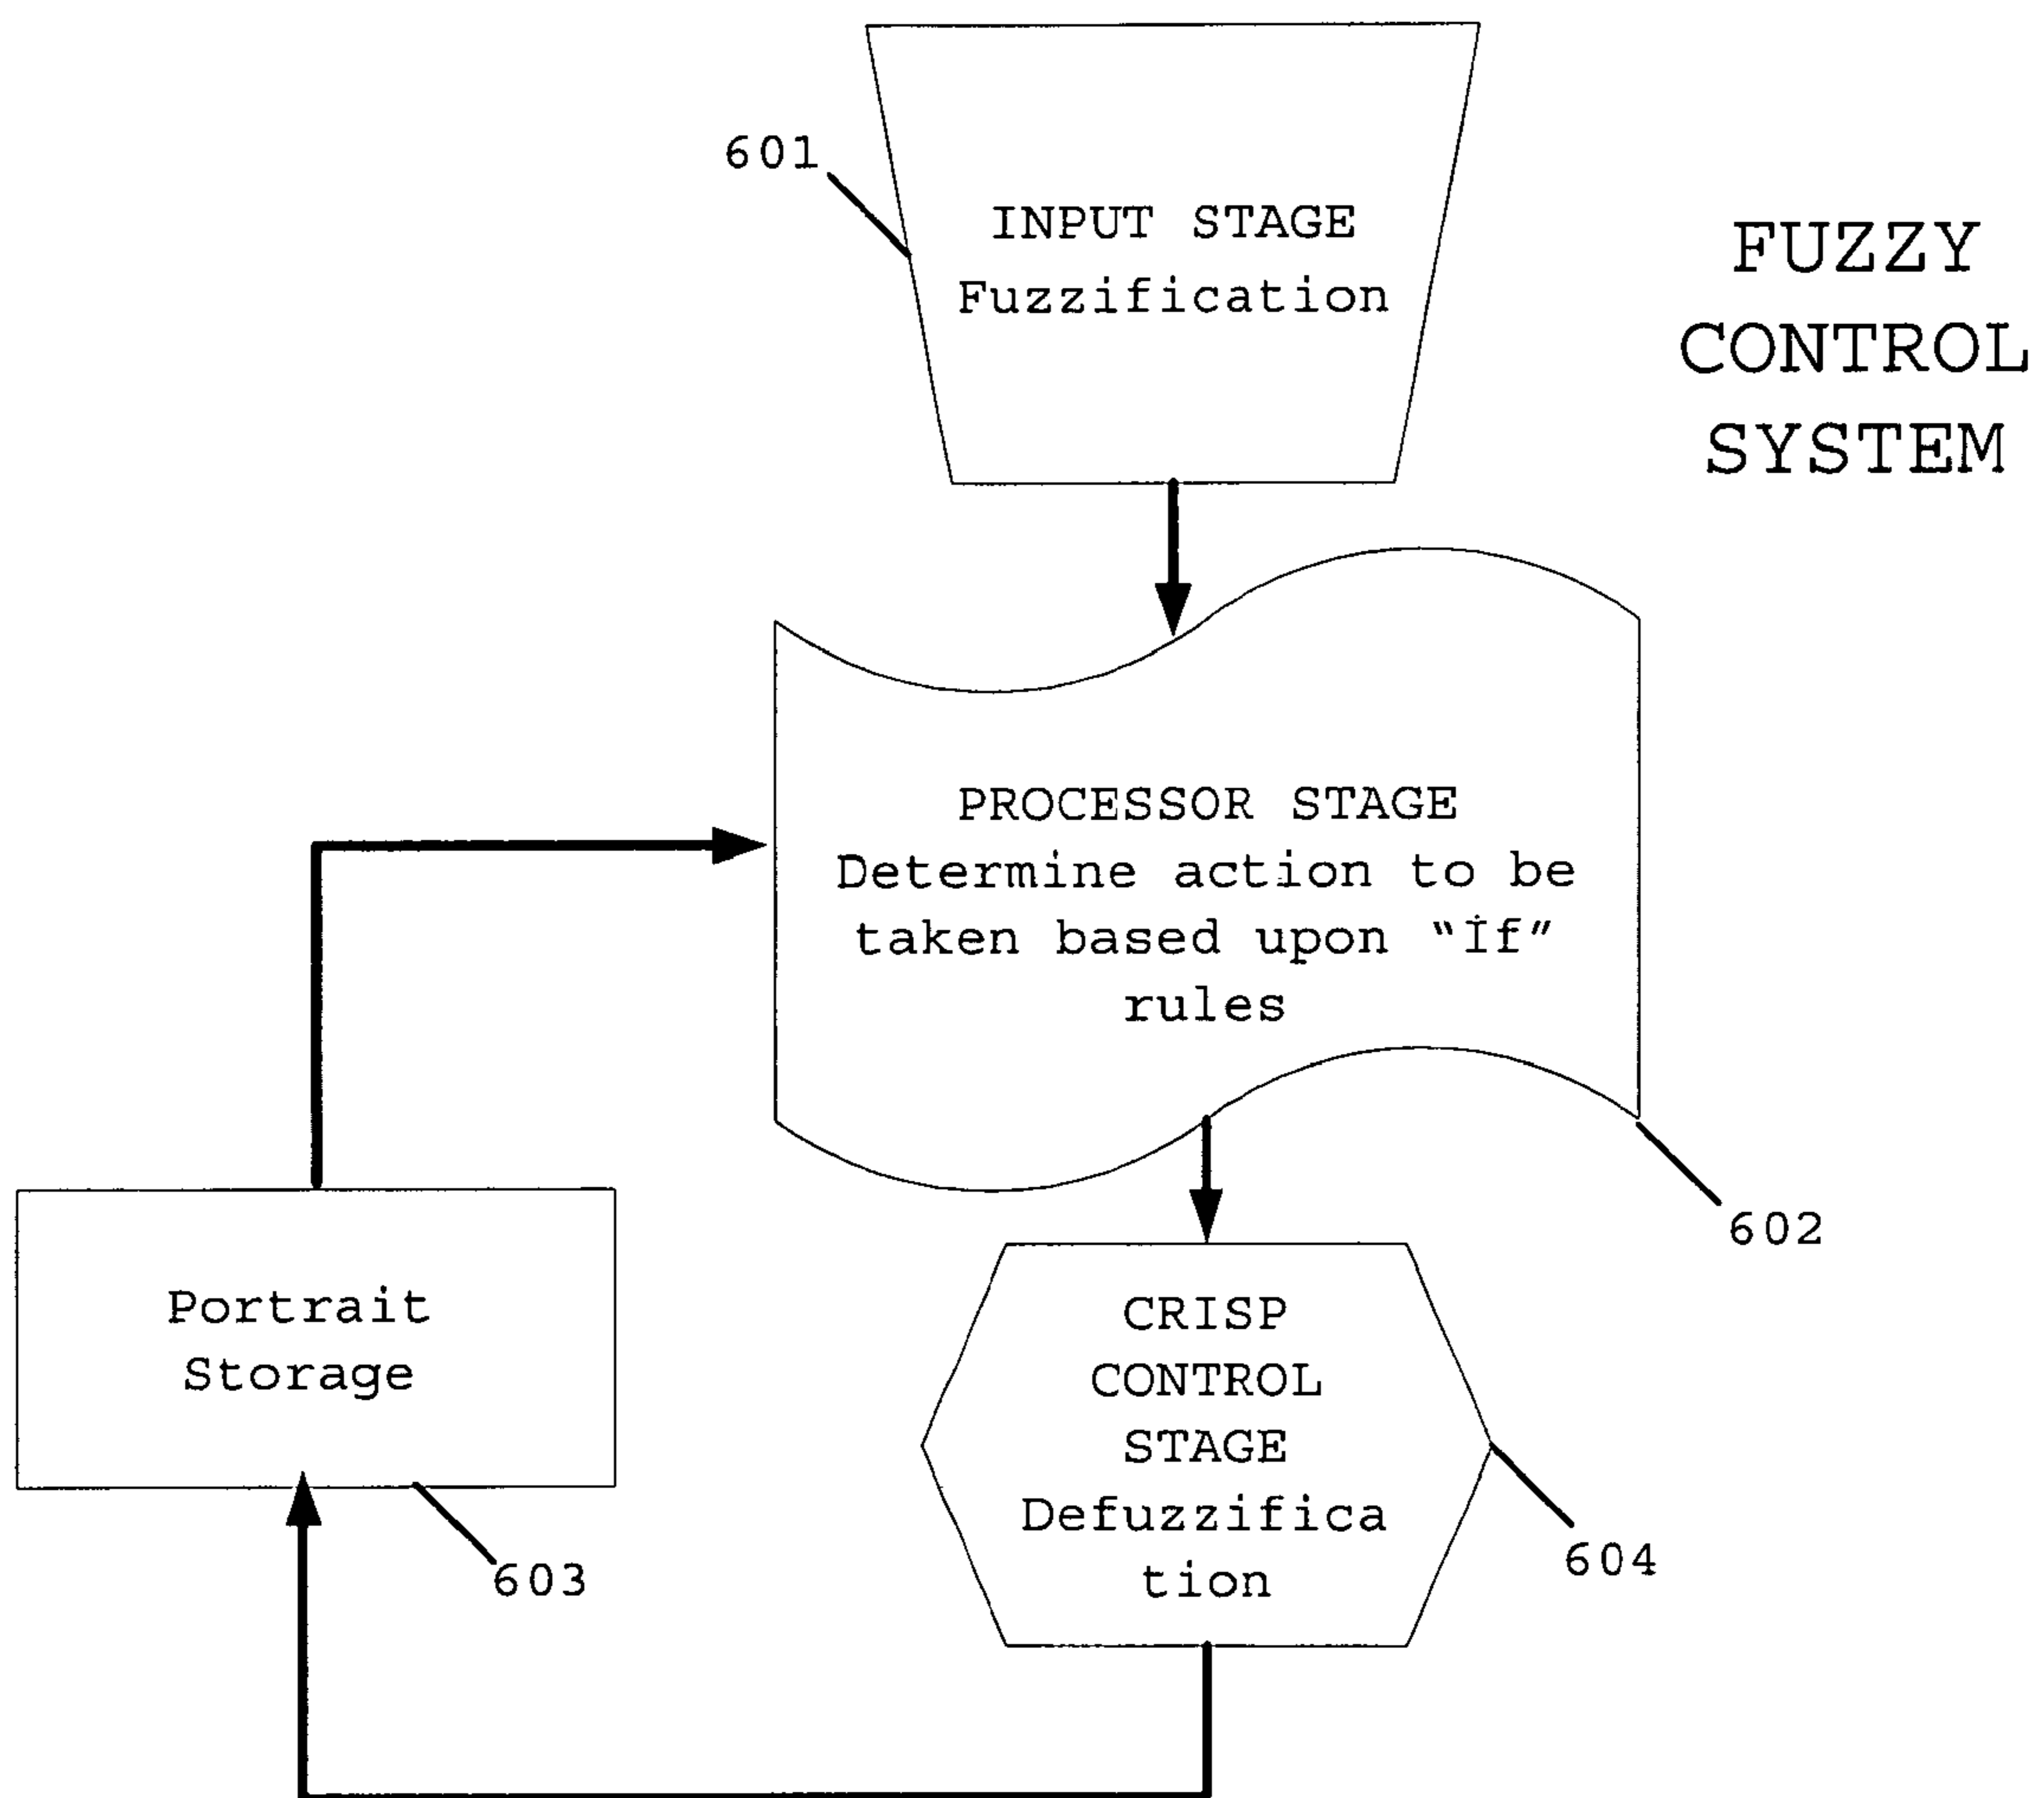 601
INPUT STAGE
Fuzzification
FUZZY
CONTROL
SYSTEM
PROCESSOR STAGE
Determine action to be
taken based upon “If”
rules
602
Portrait
Storage
603
CRISP
CONTROL
STAGE
Defuzzifica
tion
604